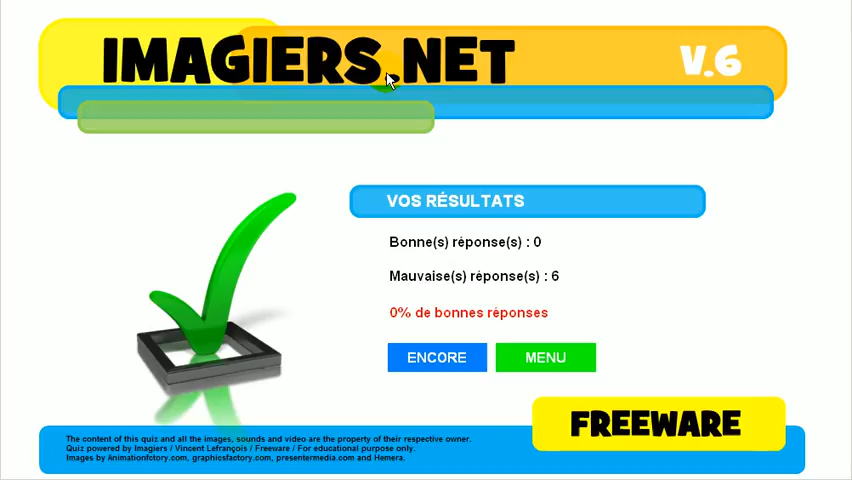 IMAGIERS.NET
V.6
VOS RÉSULTATS
Bonne(s) réponse(s) : 0
Mauvaise(s) réponse(s) : 6
0% de bonnes réponses
ENCORE
MENU
FREEWARE
The content of this quiz and all the images, sounds and video are the property of their respective owner.
Quiz powered by Imagiers / Vincent Lefrançois / Freeware / For educational purpose only.
Images by Animationfctory.com, graphicsfactory.com, presentermedia.com and Hemera.